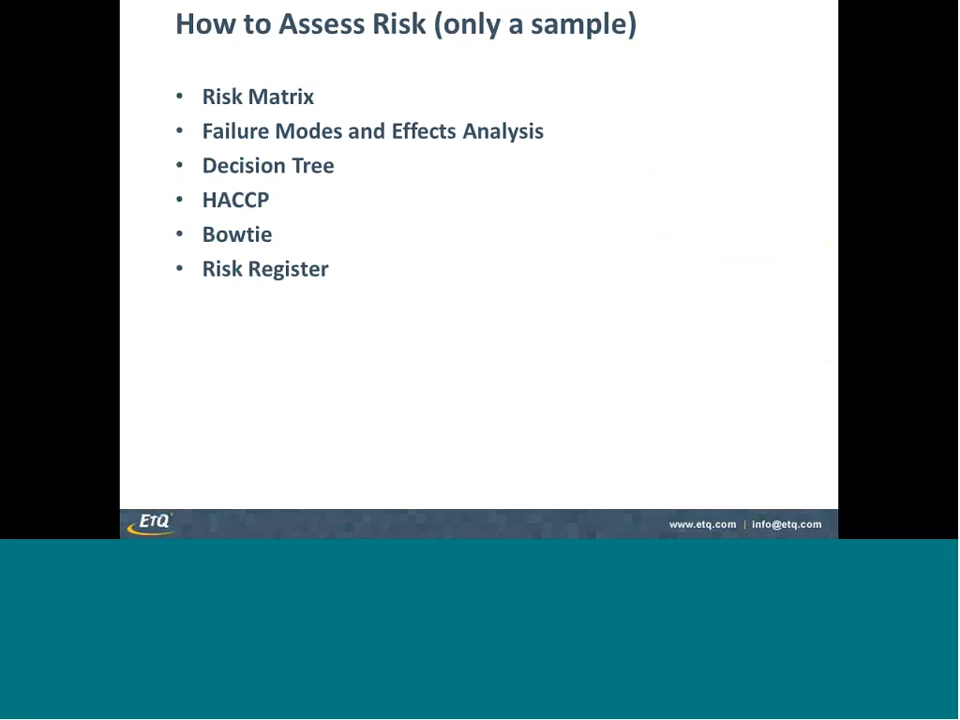 How to Assess Risk (only a sample)
• Risk Matrix
• Failure Modes and Effects Analysis
• Decision Tree
• HACCP
• Bowtie
• Risk Register
ETQ
www.etq.com | info@etq.com